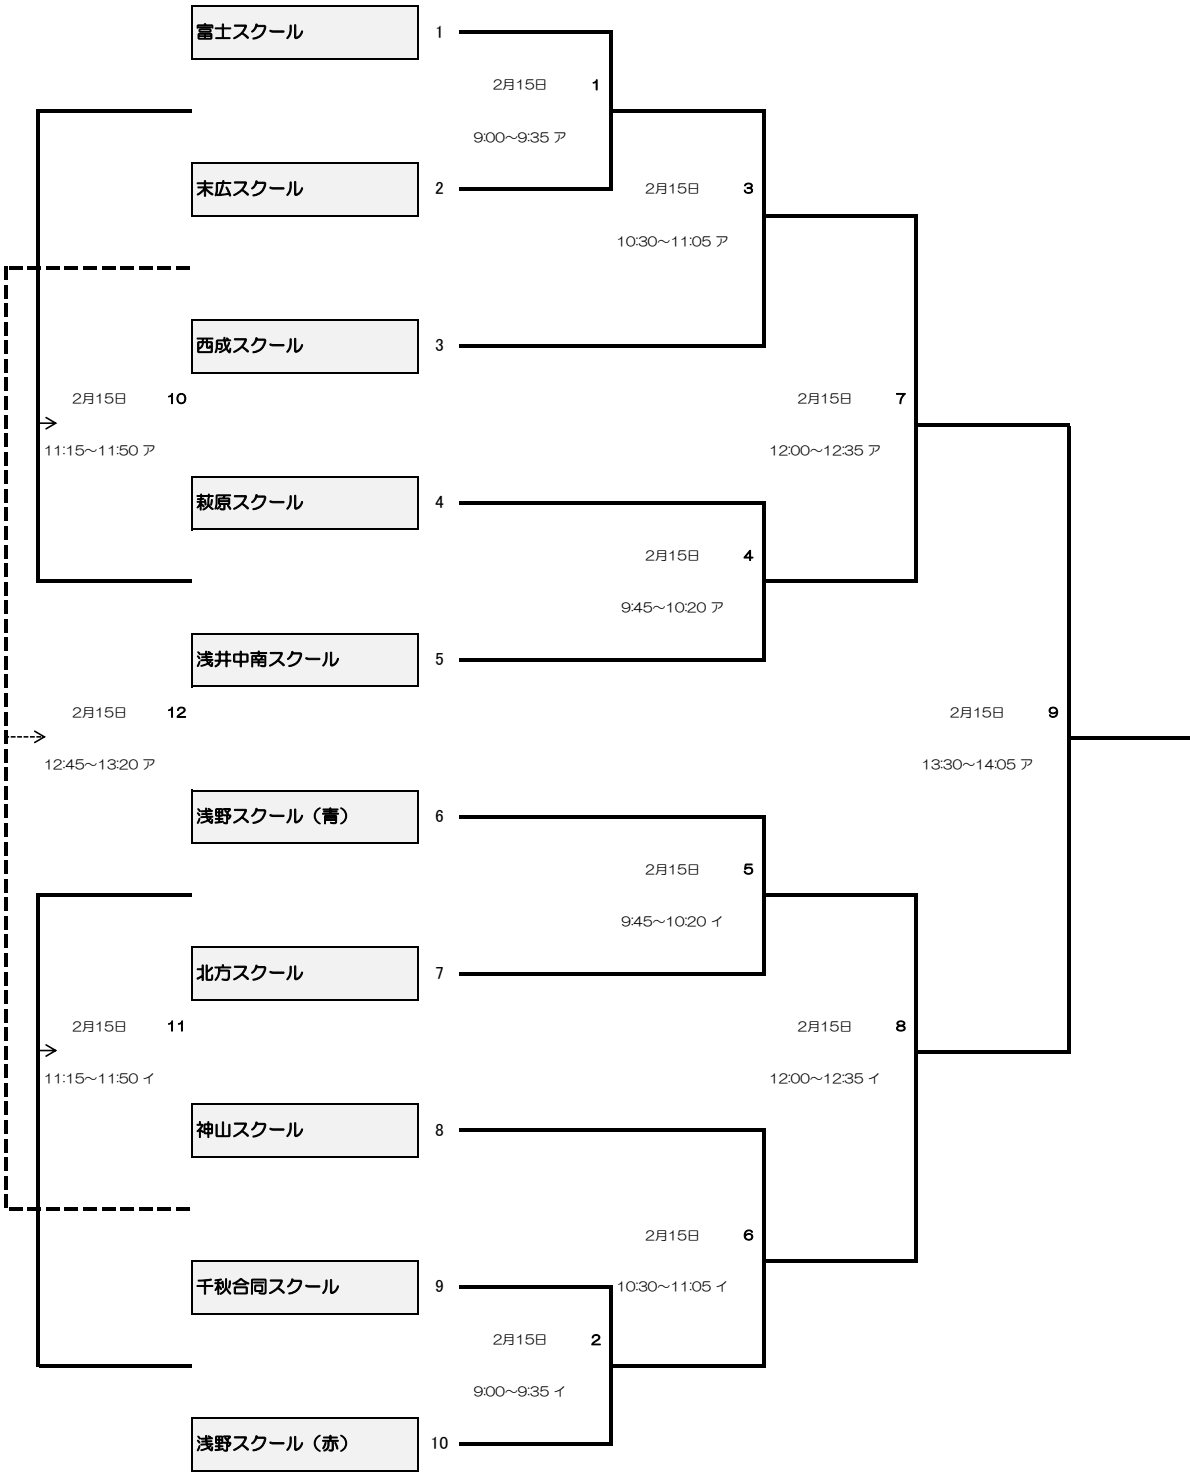 富士スクール 1
2月15日 1
9:00～9:35 ア
末広スクール 2
2月15日 3
10:30～11:05 ア
西成スクール 3
2月15日 10
2月15日 7
11:15～11:50 ア
12:00～12:35 ア
萩原スクール 4
2月15日 4
9:45～10:20 ア
浅井中南スクール 5
2月15日 12
2月15日 9
12:45～13:20 ア
13:30～14:05 ア
浅野スクール（青） 6
2月15日 5
9:45～10:20 イ
北方スクール 7
2月15日 11
2月15日 8
11:15～11:50 イ
12:00～12:35 イ
神山スクール 8
2月15日 6
千秋合同スクール 9
10:30～11:05 イ
2月15日 2
9:00～9:35 イ
浅野スクール（赤） 10